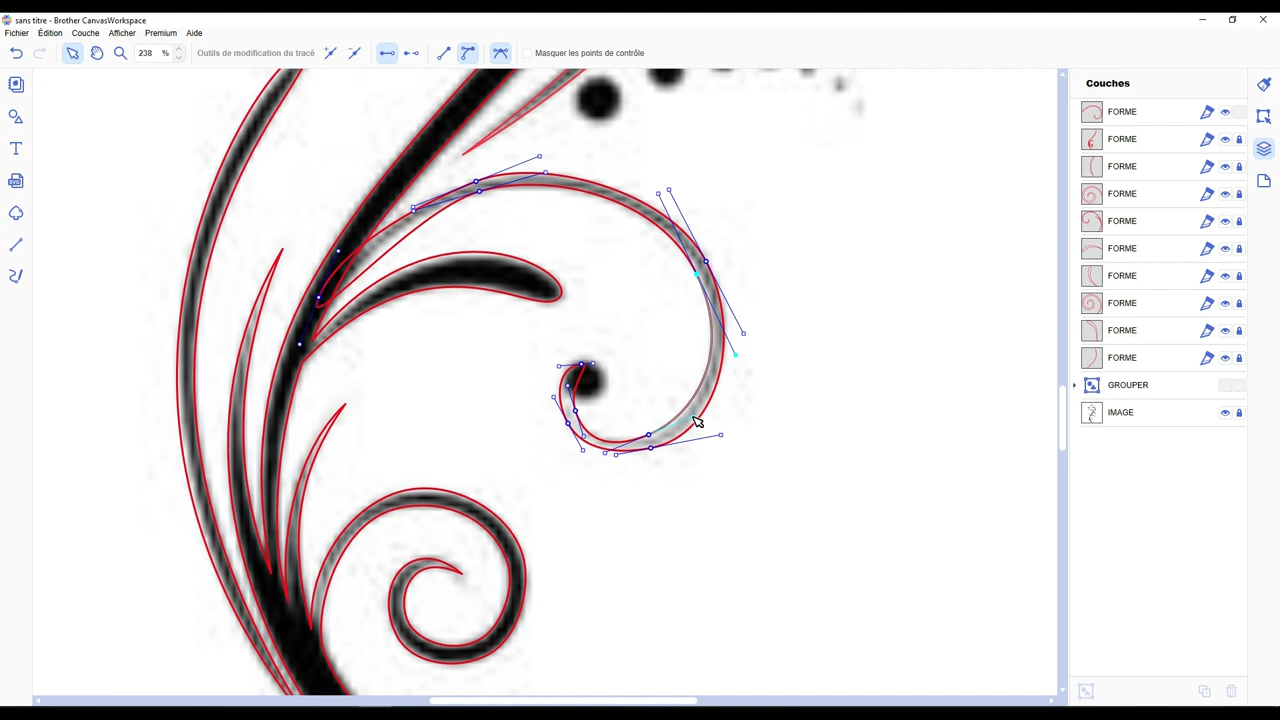 sans titre - Brother CanvasWorkspace
Fichier Édition Couche Afficher Premium Aide
238 % Outils de modification du tracé Masquer les points de contrôle
Couches
FORME
FORME
FORME
FORME
FORME
FORME
FORME
FORME
FORME
FORME
GROUPER
IMAGE